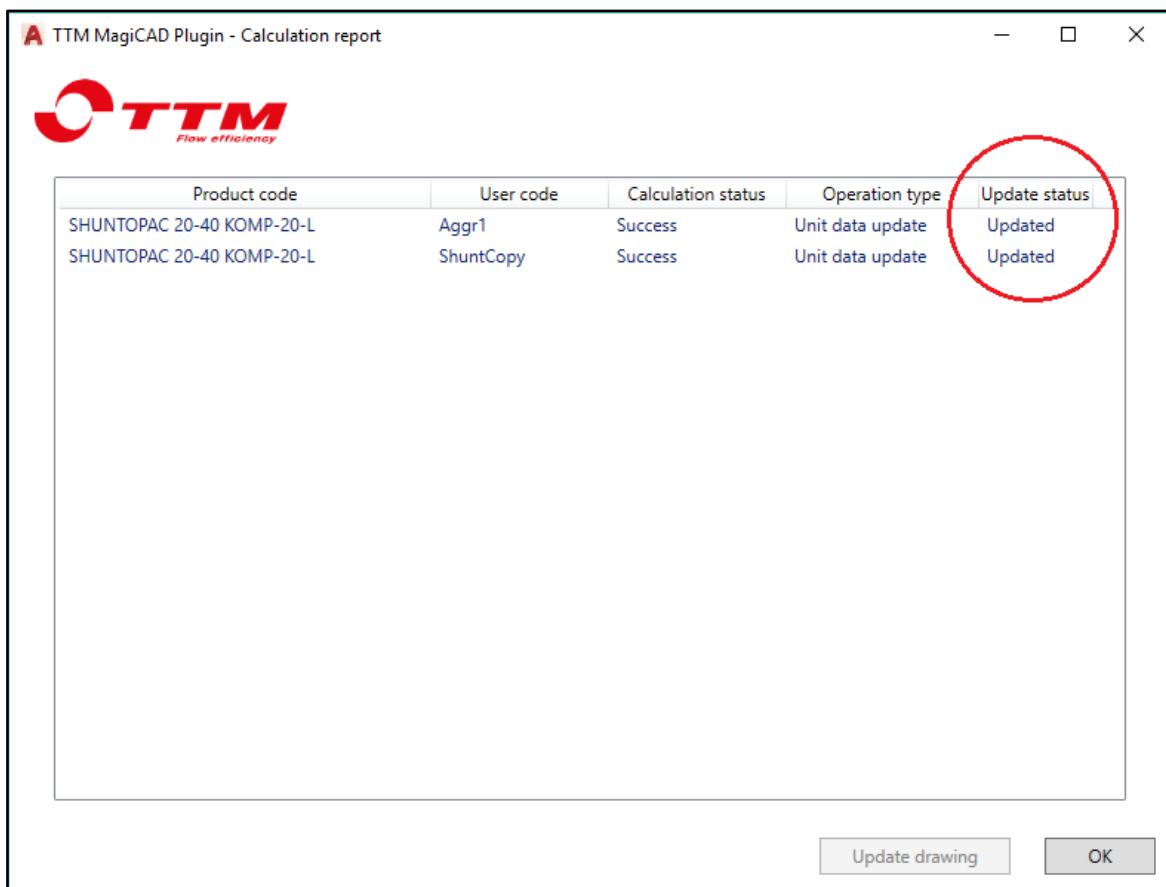 TTM MagiCAD Plugin - Calculation report
TTM
Flow efficiency
Product code User code Calculation status Operation type Update status
SHUNTOPAC 20-40 KOMP-20-L Aggr1 Success Unit data update Updated
SHUNTOPAC 20-40 KOMP-20-L ShuntCopy Success Unit data update Updated
Update drawing OK